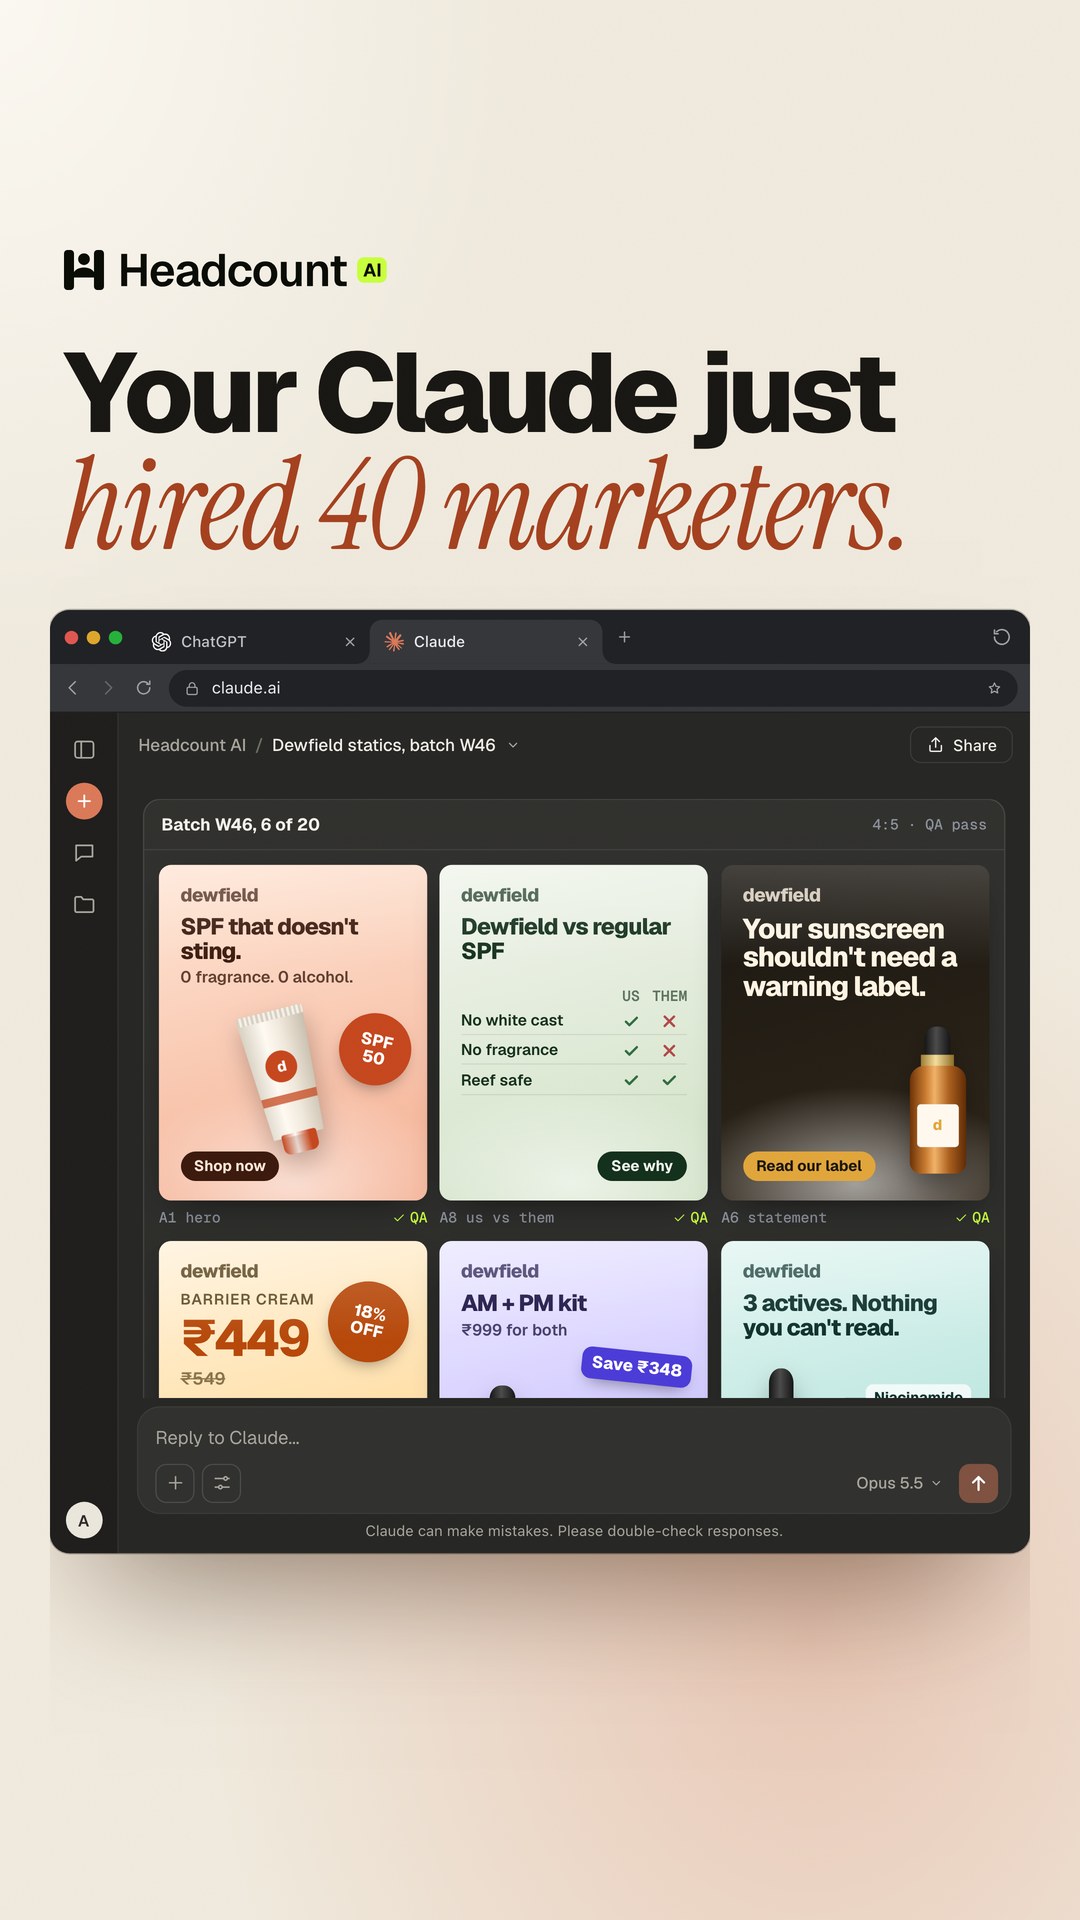 Headcount AI
Your Claude just
hired 40 marketers.
ChatGPT
Claude
claude.ai
Headcount AI / Dewfield statics, batch W46
Share
Batch W46, 6 of 20
4:5 · QA pass
dewfield
SPF that doesn't
sting.
0 fragrance. 0 alcohol.
SPF
50
d
Shop now
A1 hero
QA
dewfield
Dewfield vs regular
SPF
US THEM
No white cast
No fragrance
Reef safe
See why
A8 us vs them
QA
dewfield
Your sunscreen
shouldn't need a
warning label.
d
Read our label
A6 statement
QA
dewfield
BARRIER CREAM
₹449
₹549
18%
OFF
dewfield
AM + PM kit
₹999 for both
Save ₹348
dewfield
3 actives. Nothing
you can't read.
Niacinamide
Reply to Claude...
Opus 5.5
A
Claude can make mistakes. Please double-check responses.